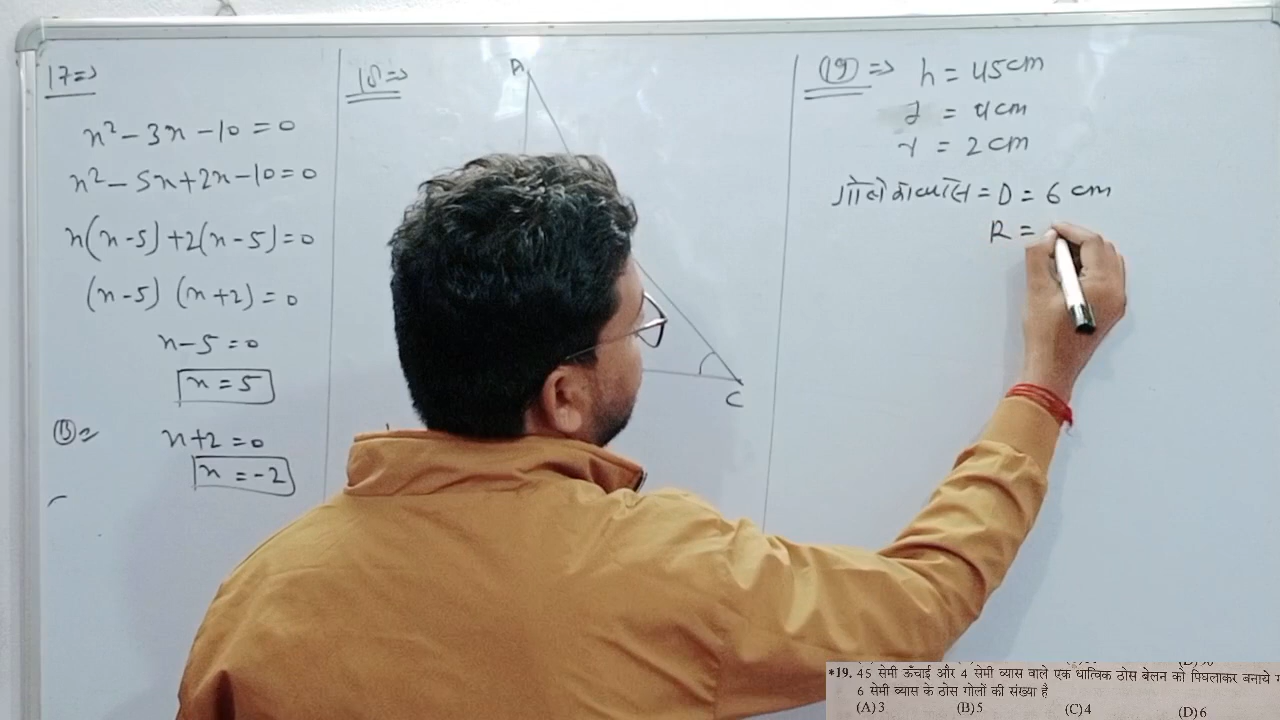 17⇒
x² - 3x - 10 = 0
x² - 5x + 2x - 10 = 0
x(x - 5) + 2(x - 5) = 0
(x - 5) (x + 2) = 0
x - 5 = 0
x = 5
x + 2 = 0
x = -2
18⇒
A
C
19⇒ h = 45cm
= 4cm
r = 2cm
= D = 6 cm
R =
*19. 45 सेमी ऊँचाई और 4 सेमी व्यास वाले एक धात्विक ठोस बेलन को पिघलाकर बनाये
6 सेमी व्यास के ठोस गोलों की संख्या है
(A) 3 (B) 5 (C) 4 (D) 6